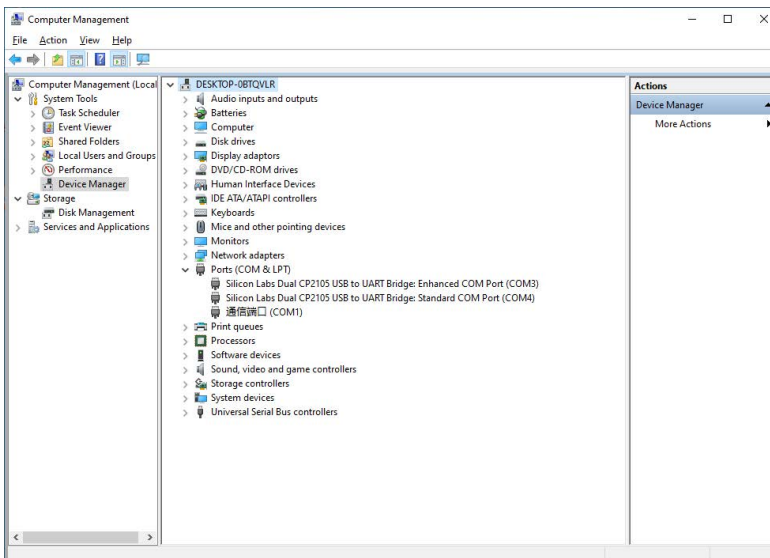 Computer Management
File Action View Help
Computer Management (Local
System Tools
Task Scheduler
Event Viewer
Shared Folders
Local Users and Groups
Performance
Device Manager
Storage
Disk Management
Services and Applications
DESKTOP-0BTQVLR
Audio inputs and outputs
Batteries
Computer
Disk drives
Display adaptors
DVD/CD-ROM drives
Human Interface Devices
IDE ATA/ATAPI controllers
Keyboards
Mice and other pointing devices
Monitors
Network adapters
Ports (COM & LPT)
Silicon Labs Dual CP2105 USB to UART Bridge: Enhanced COM Port (COM3)
Silicon Labs Dual CP2105 USB to UART Bridge: Standard COM Port (COM4)
通信端口 (COM1)
Print queues
Processors
Software devices
Sound, video and game controllers
Storage controllers
System devices
Universal Serial Bus controllers
Actions
Device Manager
More Actions